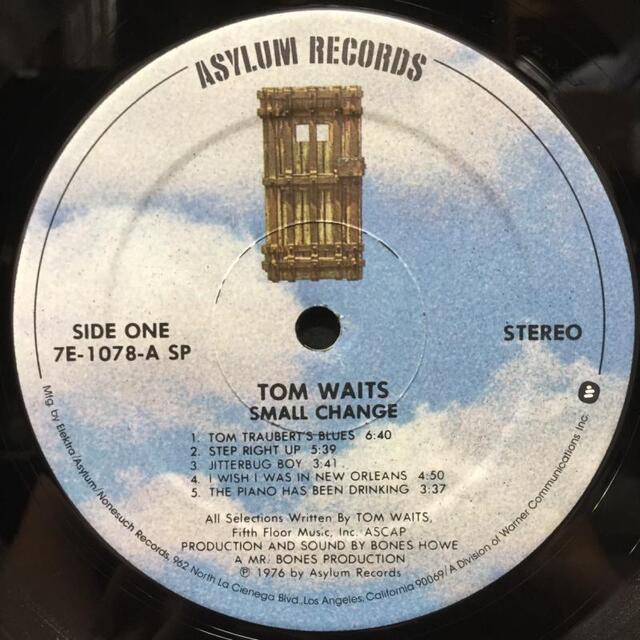 ASYLUM RECORDS
SIDE ONE
7E-1078-A SP
STEREO
TOM WAITS
SMALL CHANGE
1. TOM TRAUBERT'S BLUES 6:40
2. STEP RIGHT UP 5:39
3. JITTERBUG BOY 3:41
4. I WISH I WAS IN NEW ORLEANS 4:50
5. THE PIANO HAS BEEN DRINKING 3:37
All Selections Written By TOM WAITS,
Fifth Floor Music, Inc. ASCAP
PRODUCTION AND SOUND BY BONES HOWE
A MR. BONES PRODUCTION
℗ 1976 by Asylum Records
Mfg. by Elektra/Asylum/Nonesuch Records, 962 North La Cienega Blvd., Los Angeles, California 90069/A Division of Warner Communications Inc.